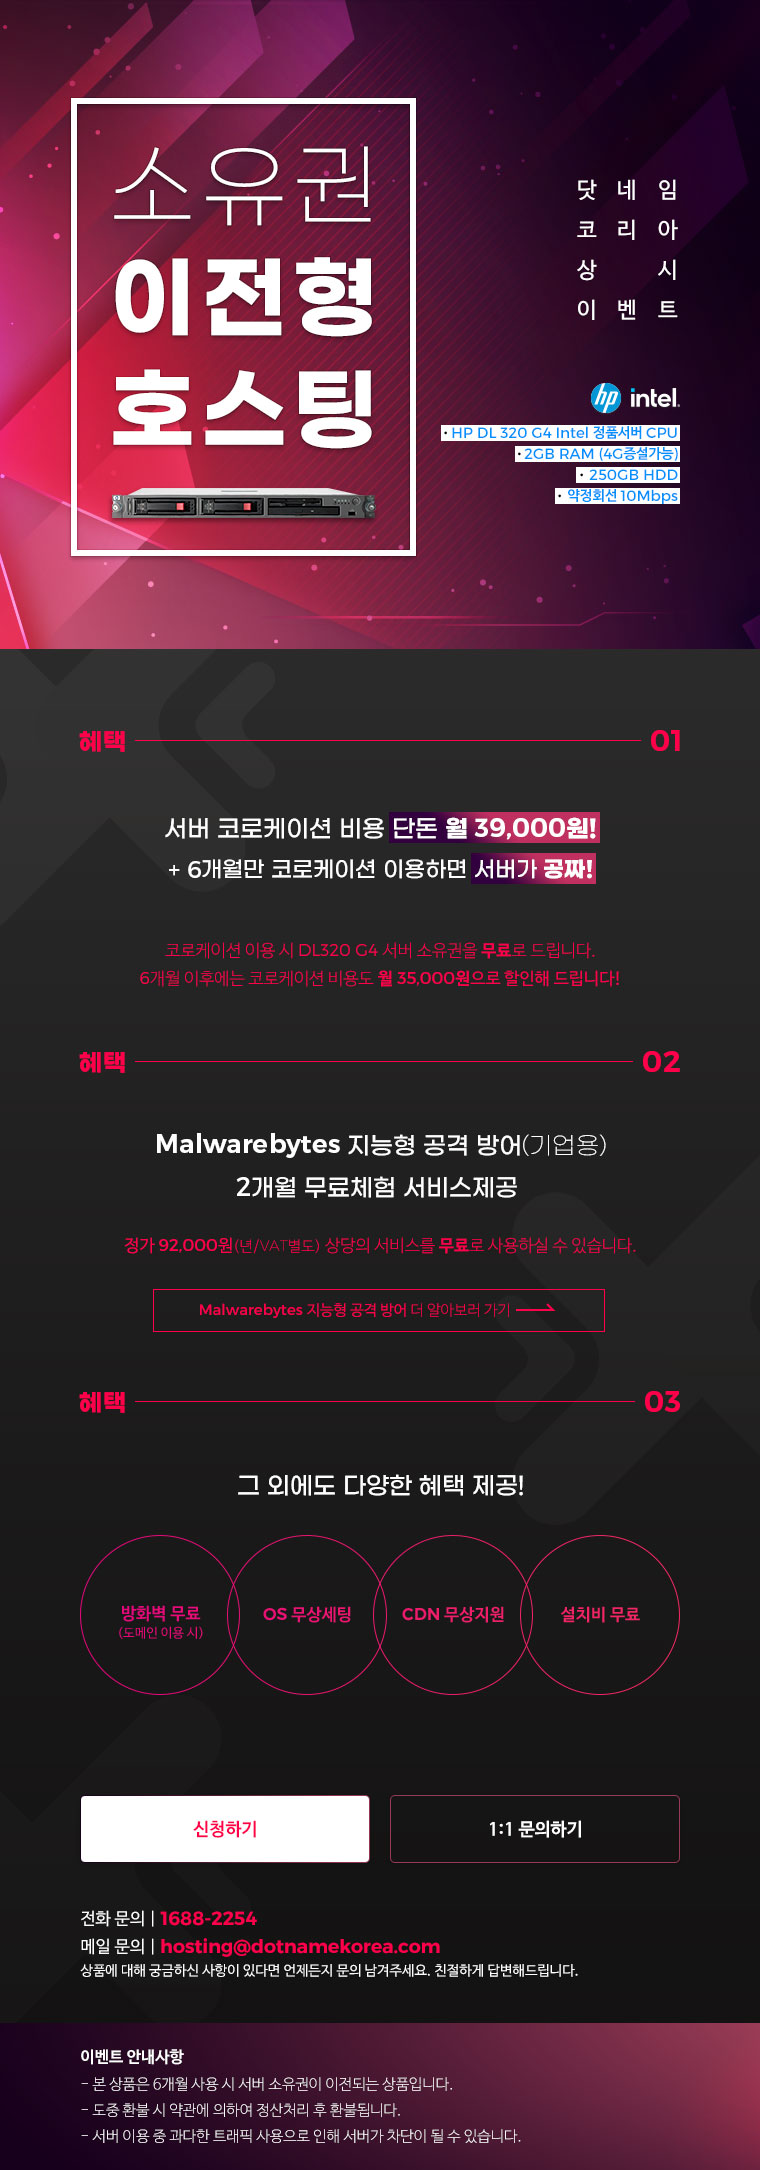 소유권
이전형
호스팅
닷네임
코리아
상시
이벤트
hp intel.
· HP DL 320 G4 Intel 정품서버 CPU
· 2GB RAM (4G증설가능)
· 250GB HDD
· 약정회선 10Mbps
혜택 01
서버 코로케이션 비용 단돈 월 39,000원!
+ 6개월만 코로케이션 이용하면 서버가 공짜!
코로케이션 이용 시 DL320 G4 서버 소유권을 무료로 드립니다.
6개월 이후에는 코로케이션 비용도 월 35,000원으로 할인해 드립니다!
혜택 02
Malwarebytes 지능형 공격 방어(기업용)
2개월 무료체험 서비스제공
정가 92,000원(년/VAT별도) 상당의 서비스를 무료로 사용하실 수 있습니다.
Malwarebytes 지능형 공격 방어 더 알아보러 가기
혜택 03
그 외에도 다양한 혜택 제공!
방화벽 무료
(도메인 이용 시)
OS 무상세팅
CDN 무상지원
설치비 무료
신청하기
1:1 문의하기
전화 문의 | 1688-2254
메일 문의 | hosting@dotnamekorea.com
상품에 대해 궁금하신 사항이 있다면 언제든지 문의 남겨주세요. 친절하게 답변해드립니다.
이벤트 안내사항
- 본 상품은 6개월 사용 시 서버 소유권이 이전되는 상품입니다.
- 도중 환불 시 약관에 의하여 정산처리 후 환불됩니다.
- 서버 이용 중 과다한 트래픽 사용으로 인해 서버가 차단이 될 수 있습니다.